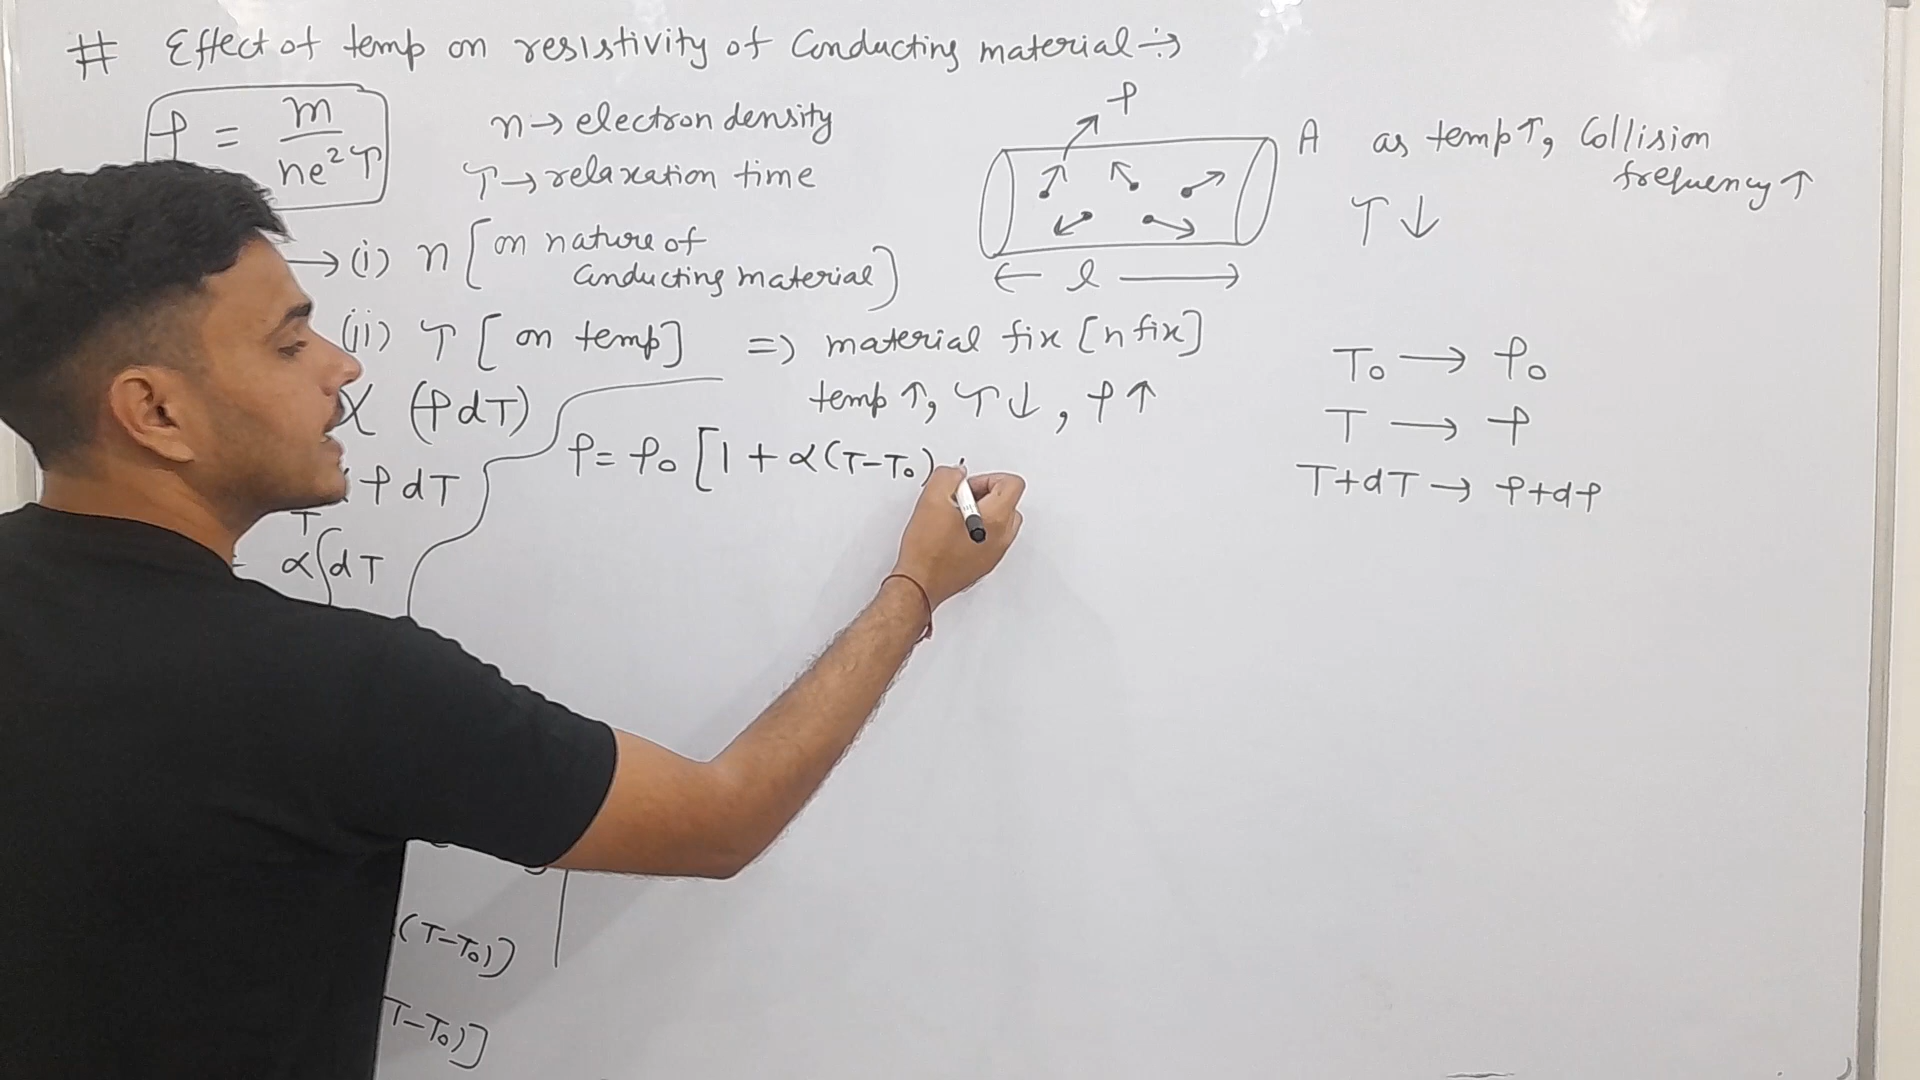 # Effect of temp on resistivity of Conducting material ÷>
ρ = m / ne²τ
n → electron density
τ → relaxation time
→ (i) n [on nature of
conducting material]
(ii) τ [on temp] => material fix [n fix]
temp ↑, τ ↓, ρ ↑
ρ
A
← l →
as temp ↑, Collision
frequency ↑
τ ↓
T₀ → ρ₀
T → ρ
T+dT → ρ+dρ
(ρdT)
ρdT
T
α∫dT
ρ = ρ₀ [1 + α(T-T₀)
(T-T₀)]
T-T₀)]